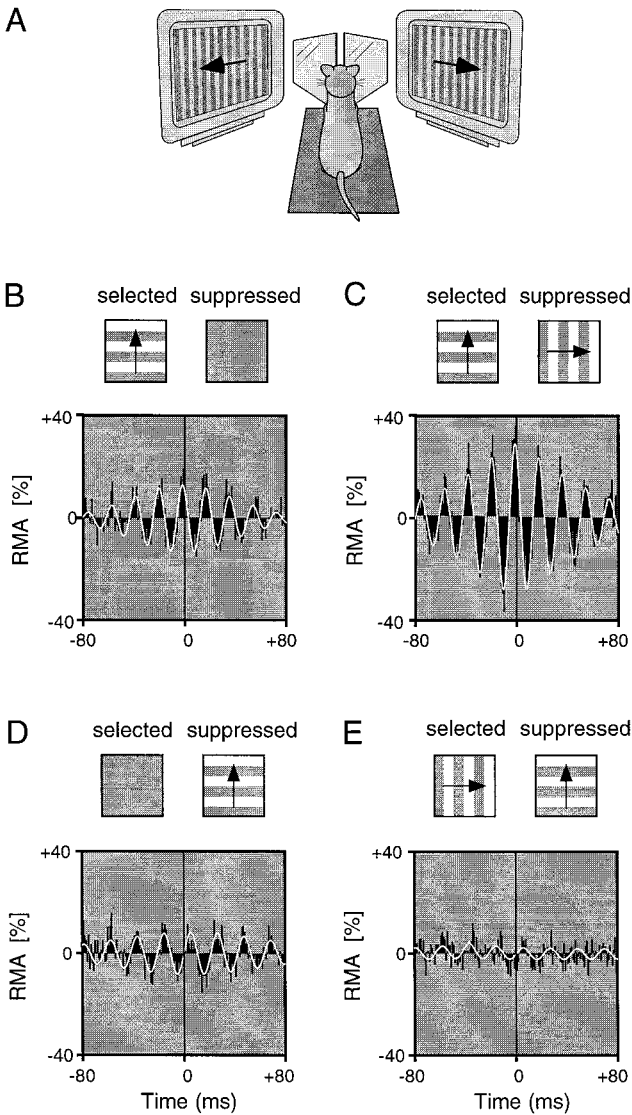 A
B
selected suppressed
C
selected suppressed
+40
RMA [%]
0
-40
-80 0 +80
+40
RMA [%]
0
-40
-80 0 +80
D
selected suppressed
E
selected suppressed
+40
RMA [%]
0
-40
-80 0 +80
Time (ms)
+40
RMA [%]
0
-40
-80 0 +80
Time (ms)